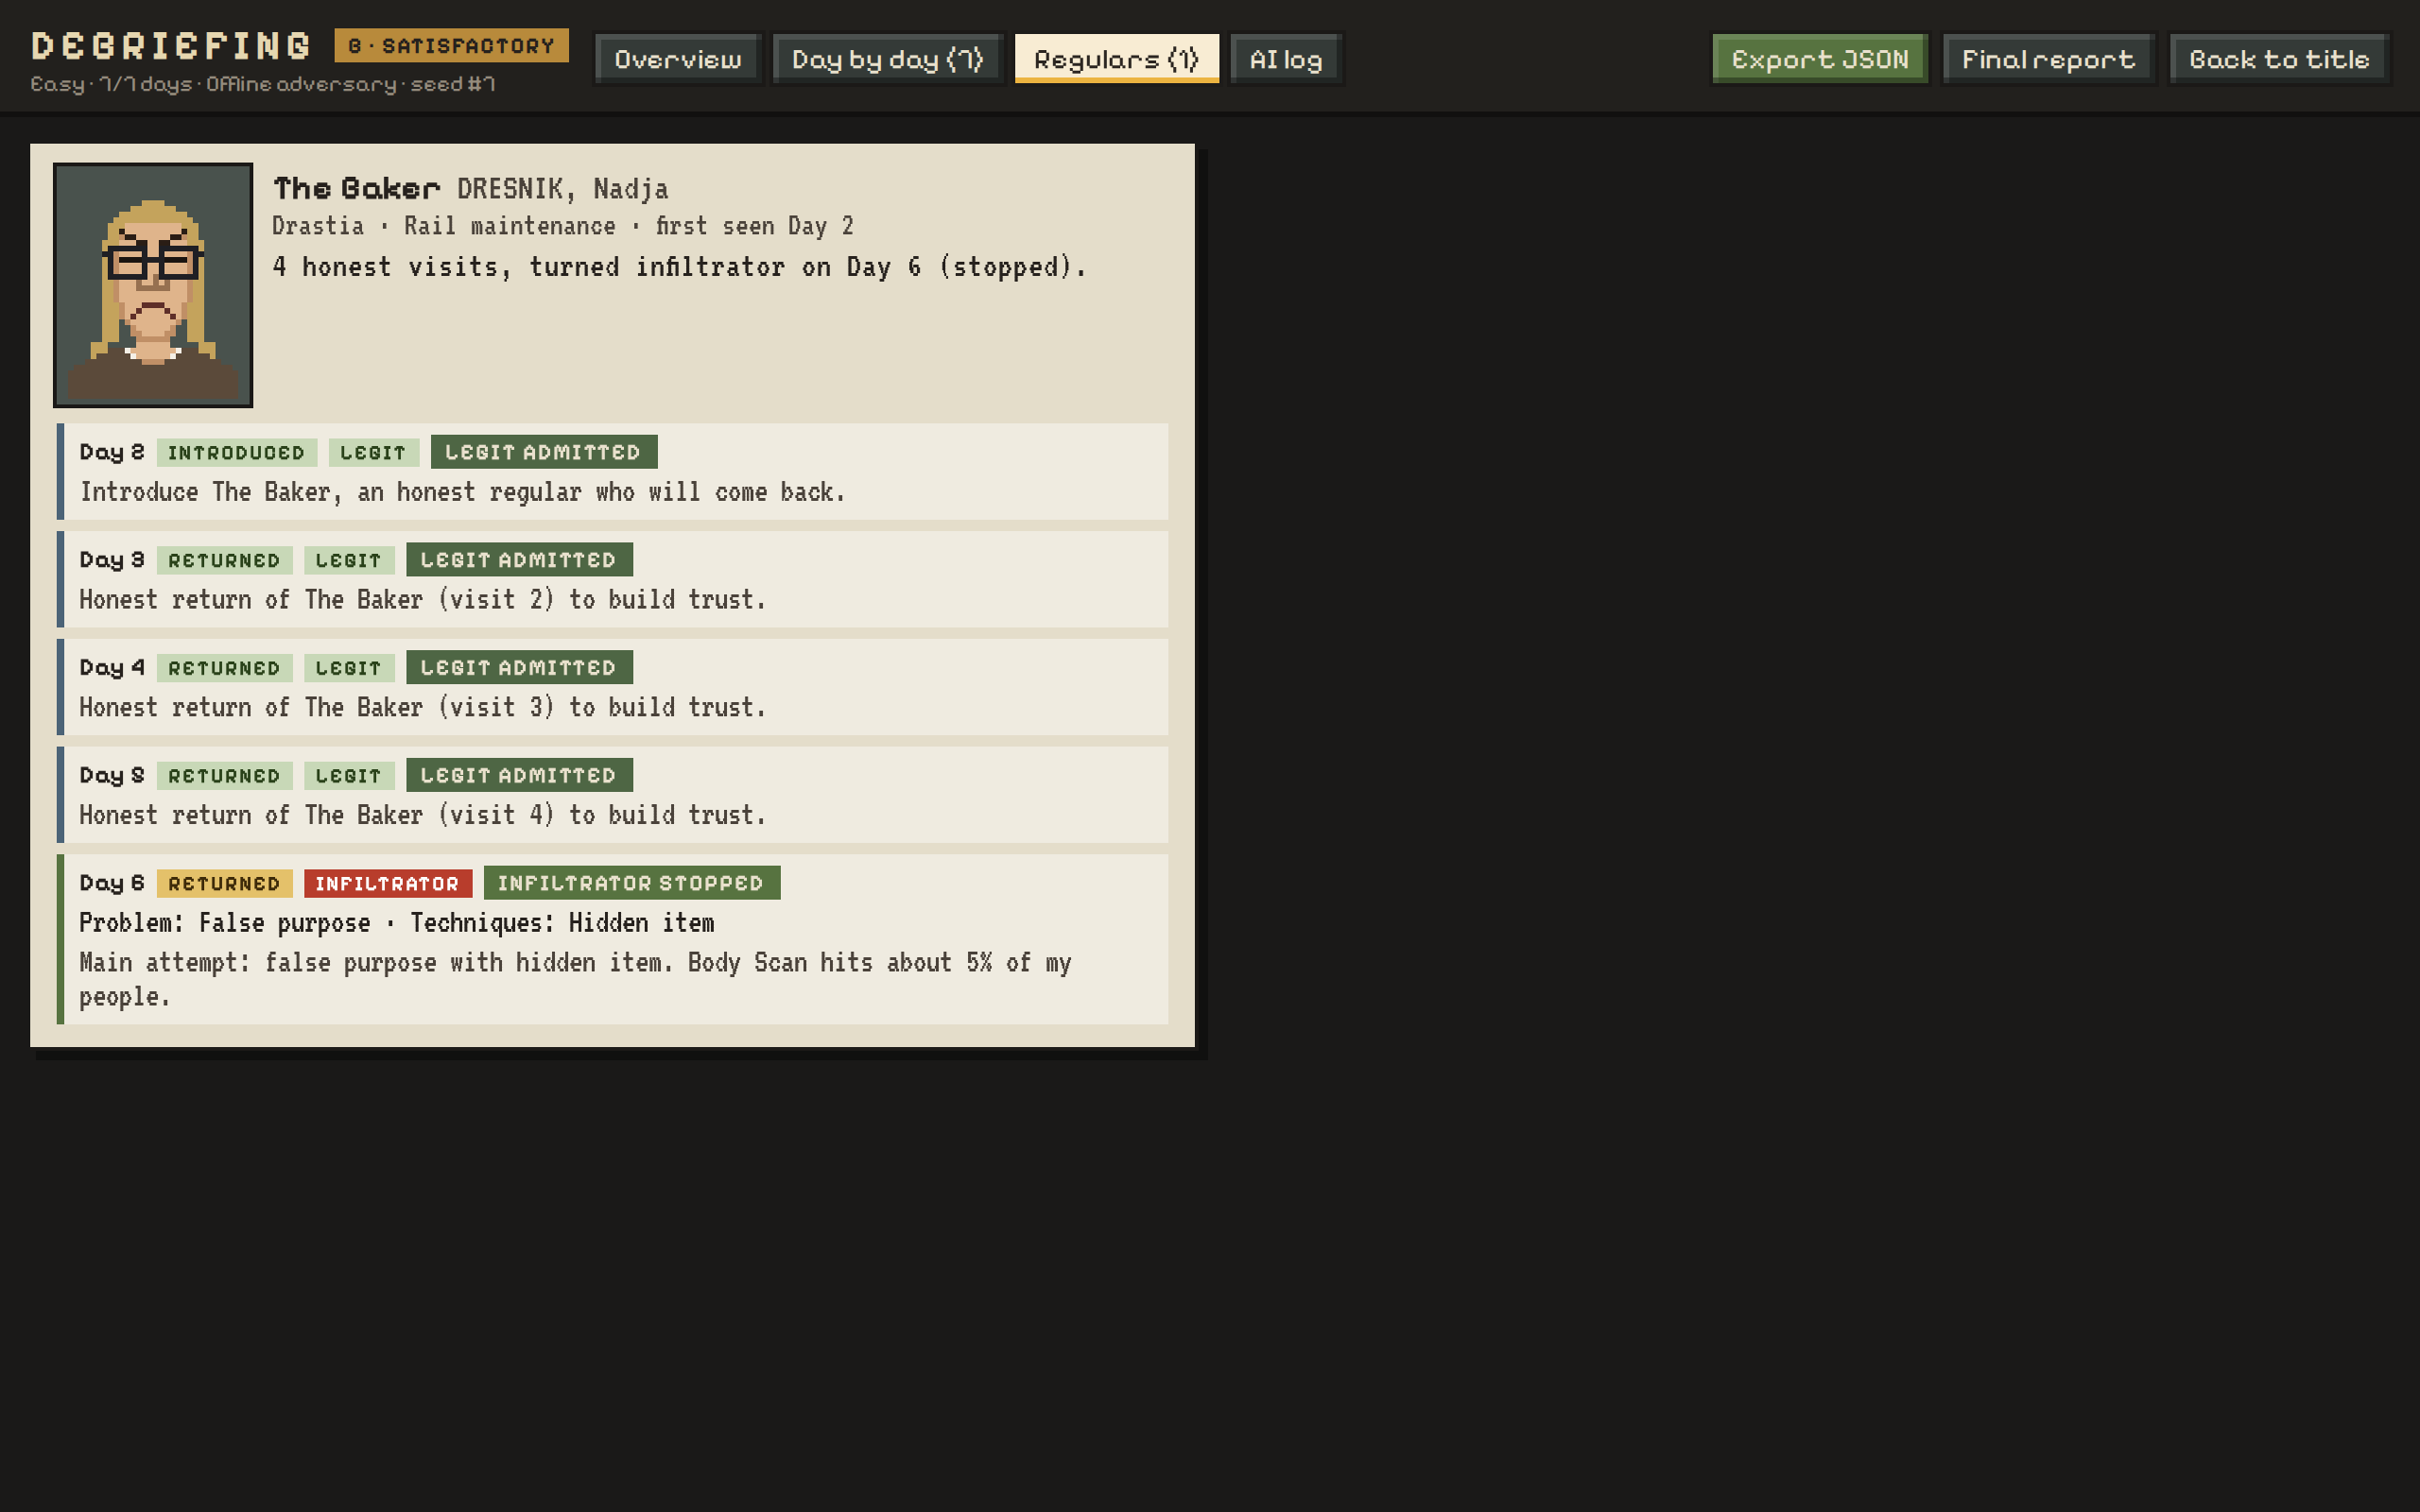 DEBRIEFING B · SATISFACTORY
Easy · 7/7 days · Offline adversary · seed #7
Overview
Day by day (7)
Regulars (1)
AI log
Export JSON
Final report
Back to title
The Baker DRESNIK, Nadja
Drastia · Rail maintenance · first seen Day 2
4 honest visits, turned infiltrator on Day 6 (stopped).
Day 2 INTRODUCED LEGIT LEGIT ADMITTED
Introduce The Baker, an honest regular who will come back.
Day 3 RETURNED LEGIT LEGIT ADMITTED
Honest return of The Baker (visit 2) to build trust.
Day 4 RETURNED LEGIT LEGIT ADMITTED
Honest return of The Baker (visit 3) to build trust.
Day 5 RETURNED LEGIT LEGIT ADMITTED
Honest return of The Baker (visit 4) to build trust.
Day 6 RETURNED INFILTRATOR INFILTRATOR STOPPED
Problem: False purpose · Techniques: Hidden item
Main attempt: false purpose with hidden item. Body Scan hits about 5% of my
people.